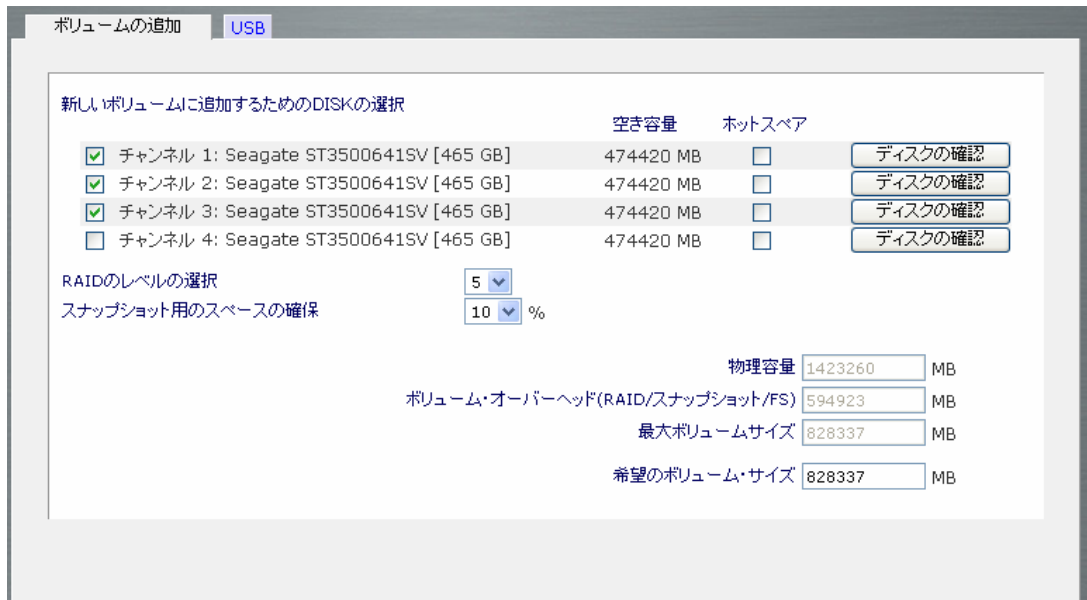 ボリュームの追加 USB
新しいボリュームに追加するためのDISKの選択
空き容量 ホットスペア
チャンネル 1: Seagate ST3500641SV [465 GB] 474420 MB ディスクの確認
チャンネル 2: Seagate ST3500641SV [465 GB] 474420 MB ディスクの確認
チャンネル 3: Seagate ST3500641SV [465 GB] 474420 MB ディスクの確認
チャンネル 4: Seagate ST3500641SV [465 GB] 474420 MB ディスクの確認
RAIDのレベルの選択 5
スナップショット用のスペースの確保 10 %
物理容量 1423260 MB
ボリューム・オーバーヘッド(RAID/スナップショット/FS) 594923 MB
最大ボリュームサイズ 828337 MB
希望のボリューム・サイズ 828337 MB